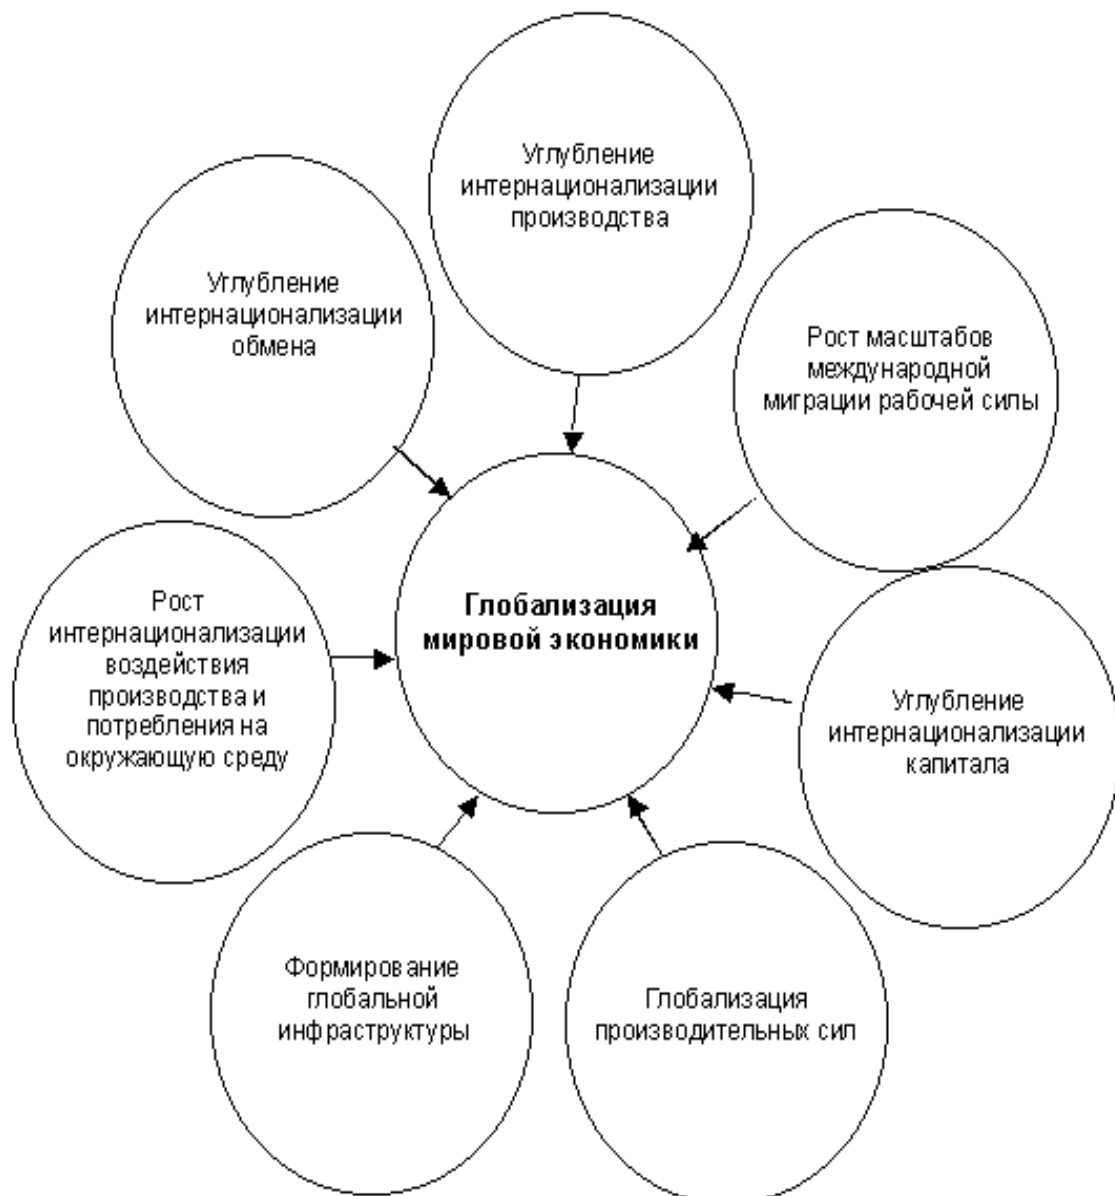 Углубление
интернационализации
производства
Углубление
интернационализации
обмена
Рост масштабов
международной
миграции рабочей силы
Глобализация
мировой экономики
Рост
интернационализации
воздействия
производства и
потребления на
окружающую среду
Углубление
интернационализации
капитала
Формирование
глобальной
инфраструктуры
Глобализация
производительных сил